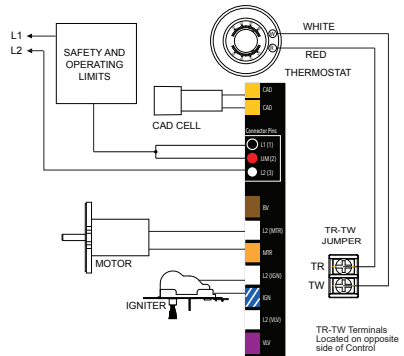 WHITE
L1
L2
SAFETY AND
OPERATING
LIMITS
W
R
RED
THERMOSTAT
CAD
CAD
CAD CELL
Connector Pins
L1 (1)
LIM (2)
L2 (3)
BV
L2 (MTR)
MTR
MOTOR
L2 (IGN)
IGN
IGNITER
L2 (VLV)
VLV
TR-TW
JUMPER
TR
TW
TR-TW Terminals
Located on opposite
side of Control